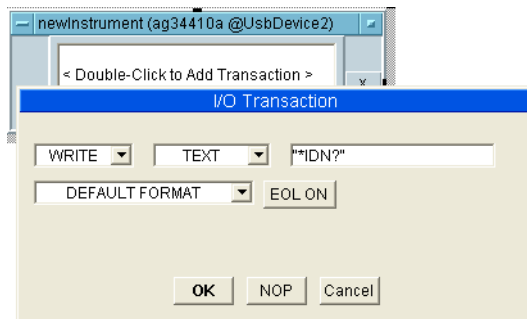 newInstrument (ag34410a @UsbDevice2)
< Double-Click to Add Transaction >
X
I/O Transaction
WRITE TEXT "*IDN?"
DEFAULT FORMAT EOL ON
OK NOP Cancel